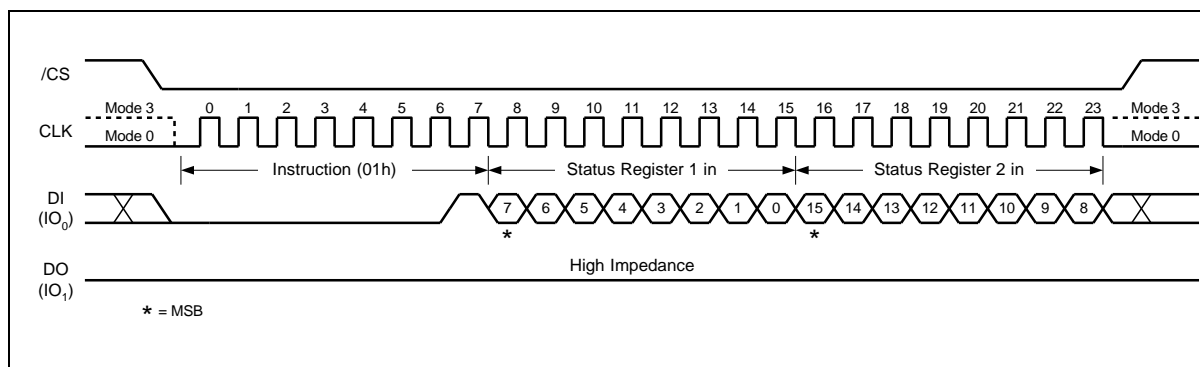 /CS
Mode 3 0 1 2 3 4 5 6 7 8 9 10 11 12 13 14 15 16 17 18 19 20 21 22 23 Mode 3
CLK Mode 0 Mode 0
Instruction (01h) Status Register 1 in Status Register 2 in
DI
(IO0) 7 6 5 4 3 2 1 0 15 14 13 12 11 10 9 8
* *
High Impedance
DO
(IO1)
* = MSB